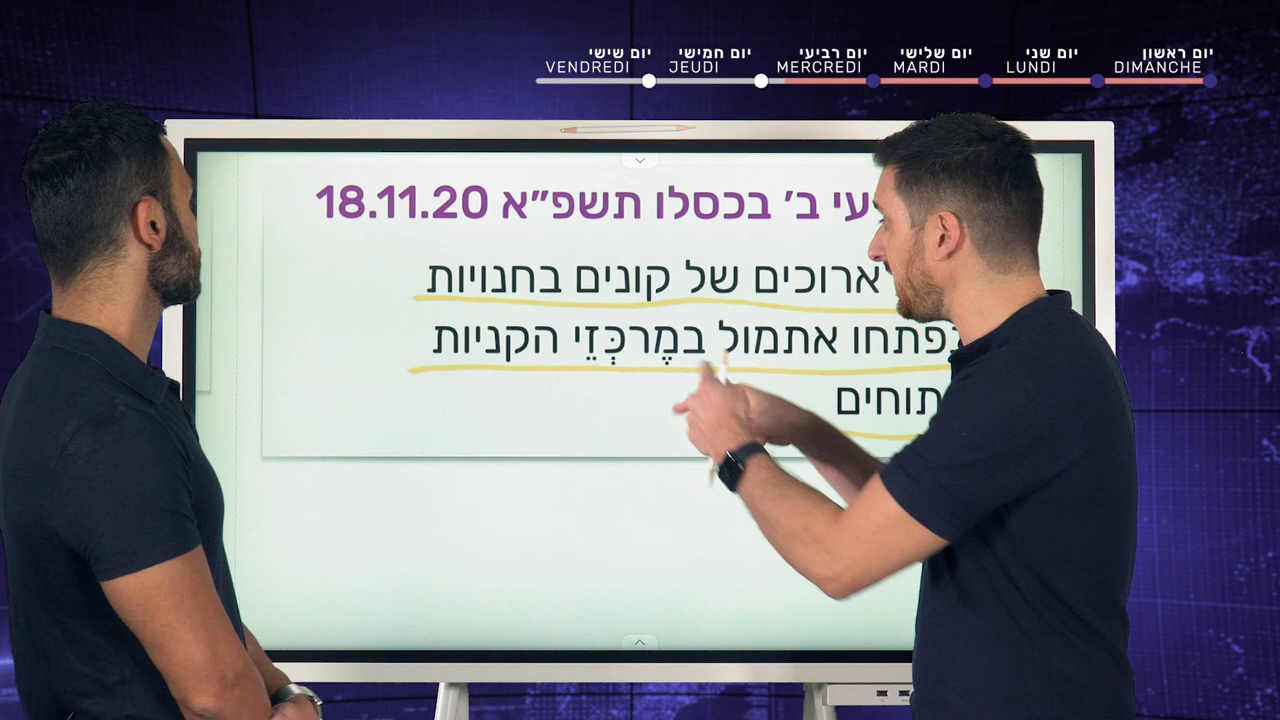 יום ראשון יום שני יום שלישי יום רביעי יום חמישי יום שישי
VENDREDI JEUDI MERCREDI MARDI LUNDI DIMANCHE
ב׳ בכסלו תשפ״א 18.11.20
ארוכים של קונים בחנויות
אתמול במֶרכְּזֵי הקניות